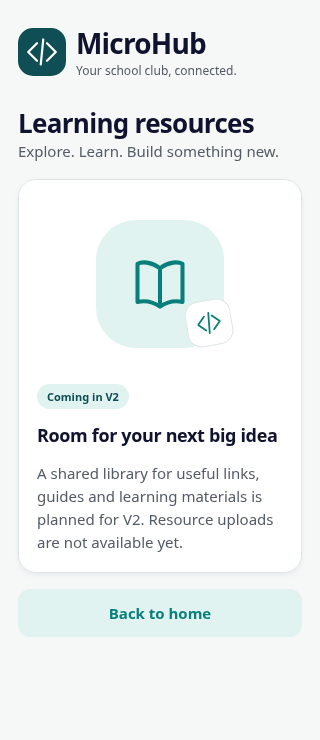 MicroHub
Your school club, connected.
Learning resources
Explore. Learn. Build something new.
Coming in V2
Room for your next big idea
A shared library for useful links,
guides and learning materials is
planned for V2. Resource uploads
are not available yet.
Back to home